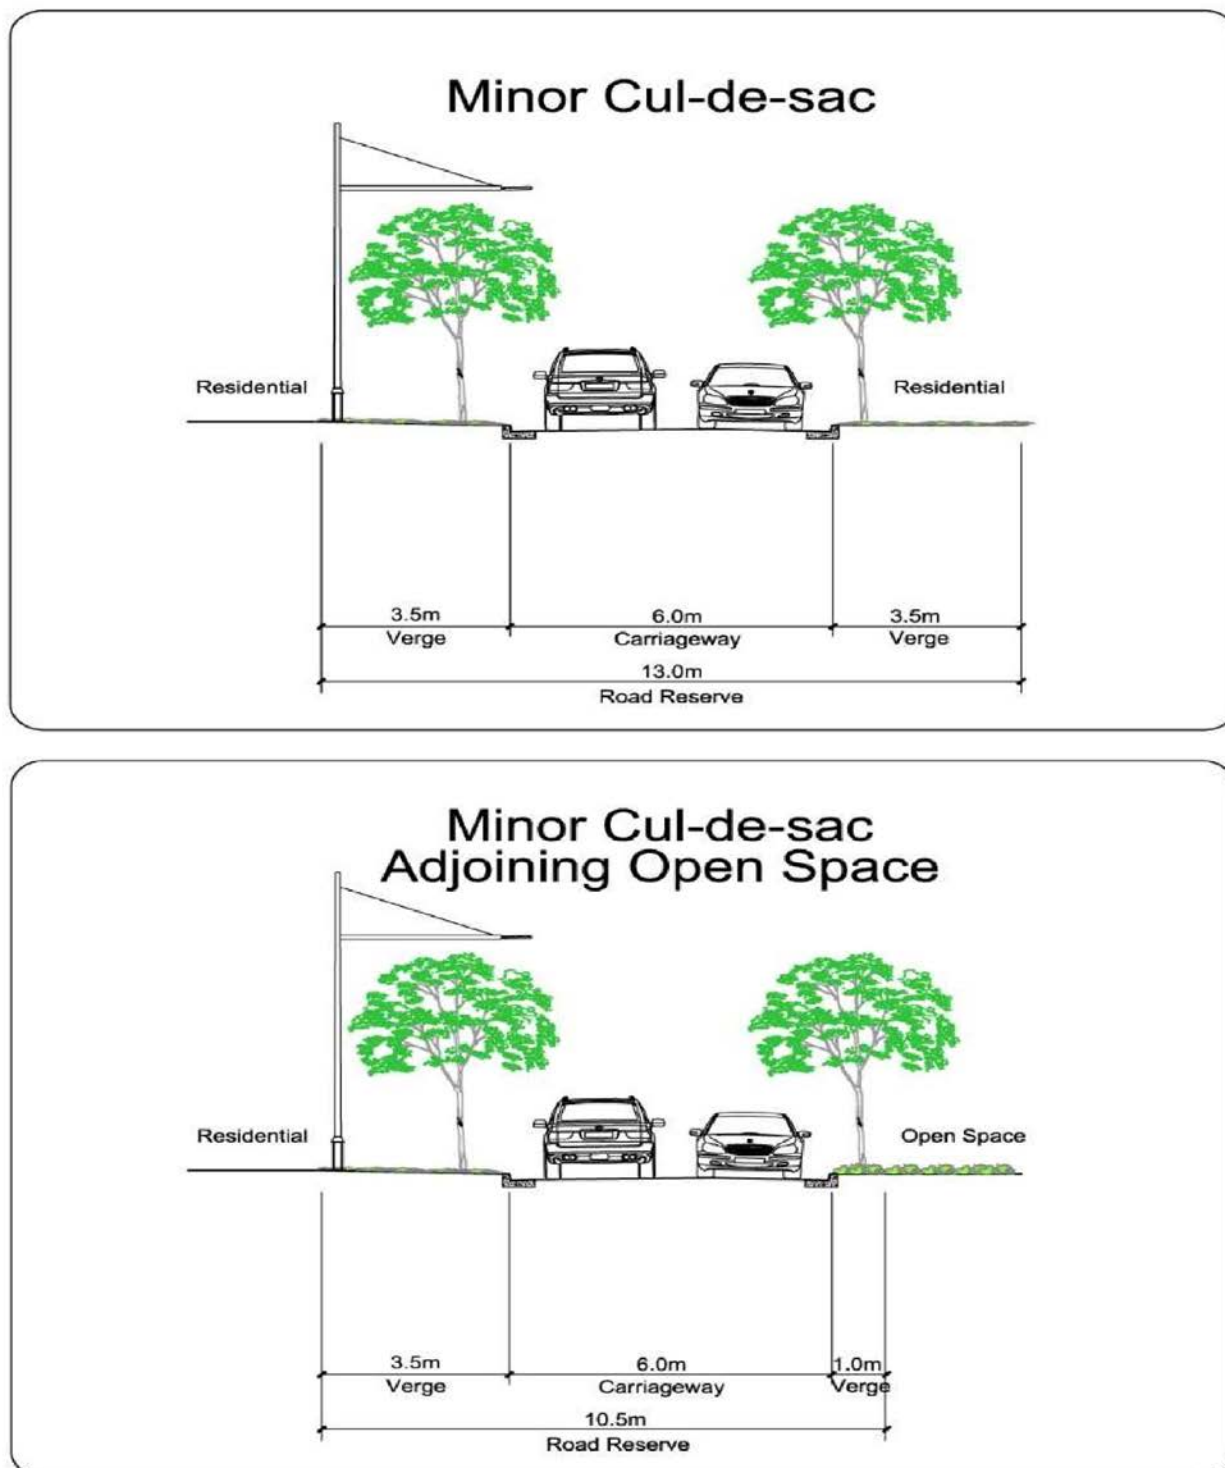 Minor Cul-de-sac
Residential
Residential
3.5m
6.0m
3.5m
Verge
Carriageway
Verge
13.0m
Road Reserve
Minor Cul-de-sac
Adjoining Open Space
Residential
Open Space
3.5m
6.0m
1.0m
Verge
Carriageway
Verge
10.5m
Road Reserve